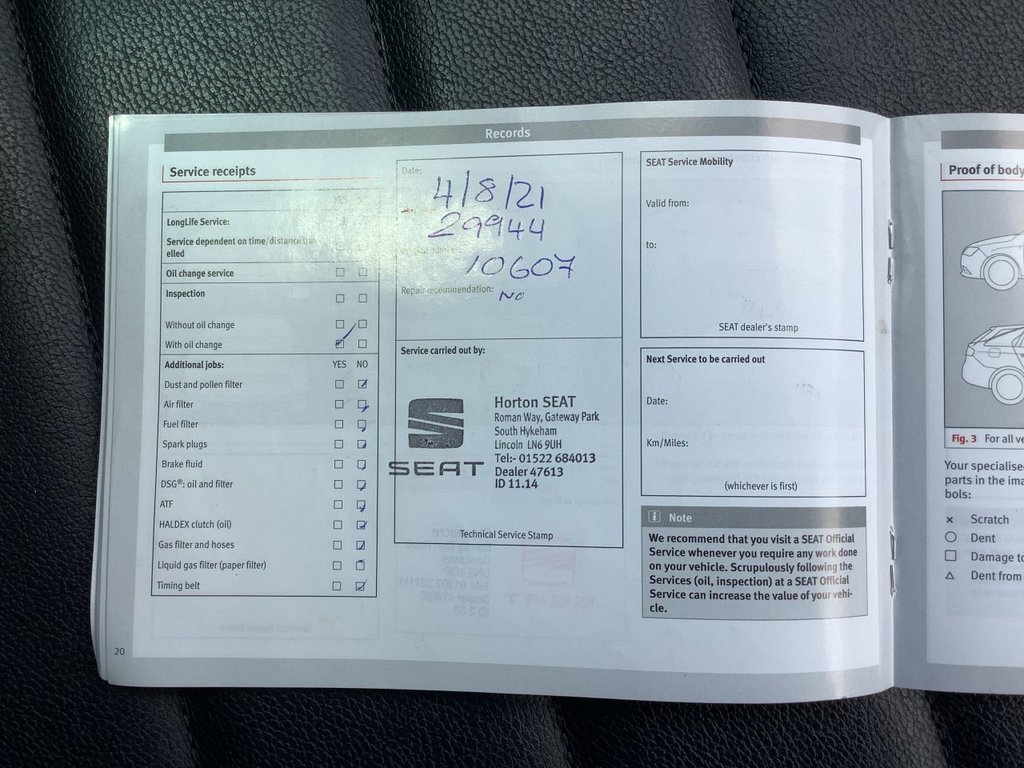 Records
Service receipts
LongLife Service:
Service dependent on time/distance
elled
Oil change service
Inspection
Without oil change
With oil change
Additional jobs: YES NO
Dust and pollen filter
Air filter
Fuel filter
Spark plugs
Brake fluid
DSG®: oil and filter
ATF
HALDEX clutch (oil)
Gas filter and hoses
Liquid gas filter (paper filter)
Timing belt
Date:
4/8/21
29944
10607
Repair recommendation:
NO
Service carried out by:
SEAT
Horton SEAT
Roman Way, Gateway Park
South Hykeham
Lincoln LN6 9UH
Tel:- 01522 684013
Dealer 47613
ID 11.14
Technical Service Stamp
SEAT Service Mobility
Valid from:
to:
SEAT dealer's stamp
Next Service to be carried out
Date:
Km/Miles:
(whichever is first)
Note
We recommend that you visit a SEAT Official
Service whenever you require any work done
on your vehicle. Scrupulously following the
Services (oil, inspection) at a SEAT Official
Service can increase the value of your vehi-
cle.
20
Proof of body
Fig. 3 For all ve
Your specialise
parts in the ima
bols:
× Scratch
Dent
Damage to
Dent from